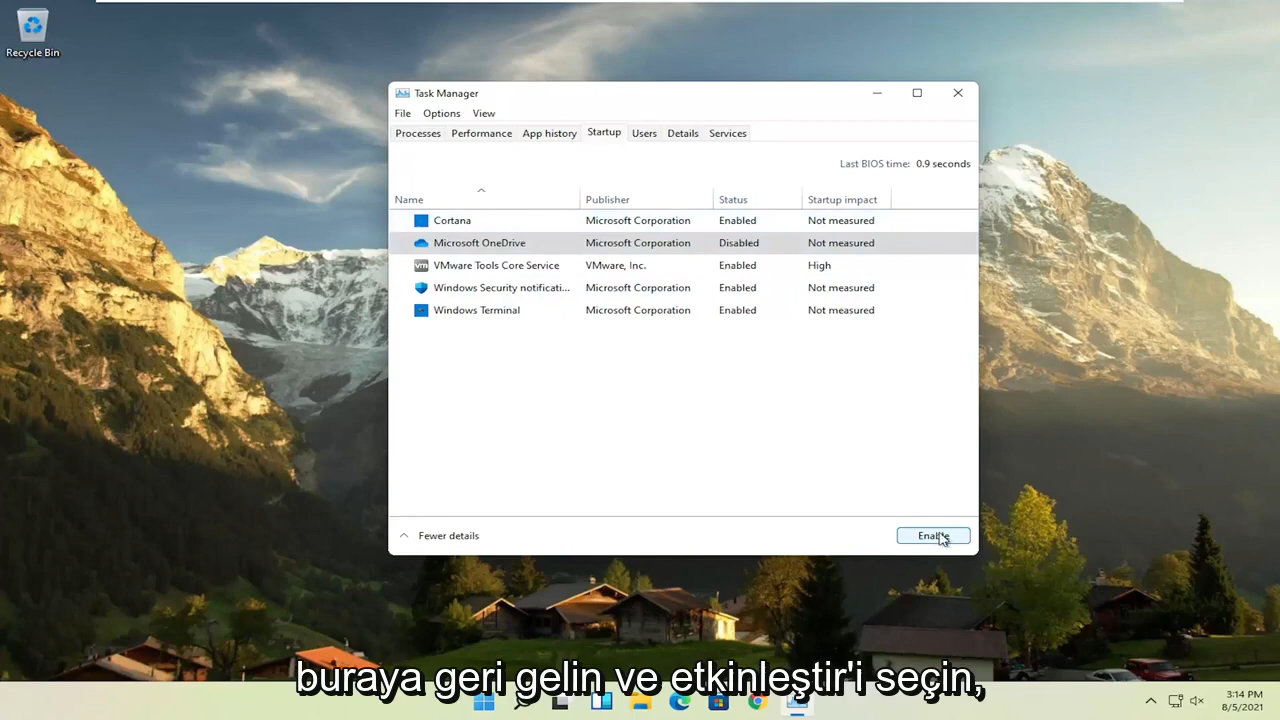 Recycle Bin
Task Manager
File Options View
Processes Performance App history Startup Users Details Services
Last BIOS time: 0.9 seconds
Name Publisher Status Startup impact
Cortana Microsoft Corporation Enabled Not measured
Microsoft OneDrive Microsoft Corporation Disabled Not measured
VMware Tools Core Service VMware, Inc. Enabled High
Windows Security notificati... Microsoft Corporation Enabled Not measured
Windows Terminal Microsoft Corporation Enabled Not measured
Fewer details Enable
buraya geri gelin ve etkinleştir'i seçin,
3:14 PM
8/5/2021